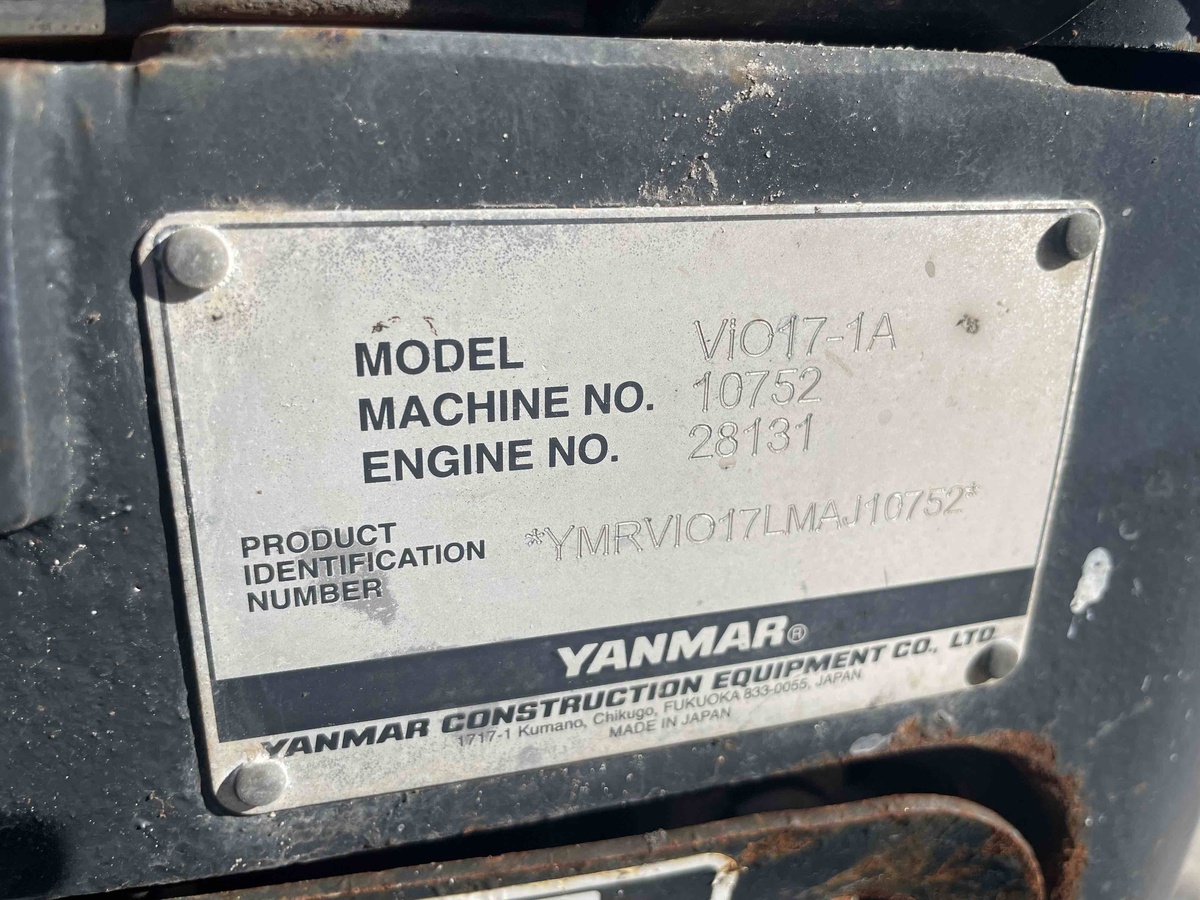 MODEL ViO17-1A
MACHINE NO. 10752
ENGINE NO. 28131
PRODUCT
IDENTIFICATION
NUMBER
*YMRVIO17LMAJ10752*
YANMAR®
YANMAR CONSTRUCTION EQUIPMENT CO., LTD.
1717-1 Kumano, Chikugo, FUKUOKA 833-0055, JAPAN
MADE IN JAPAN